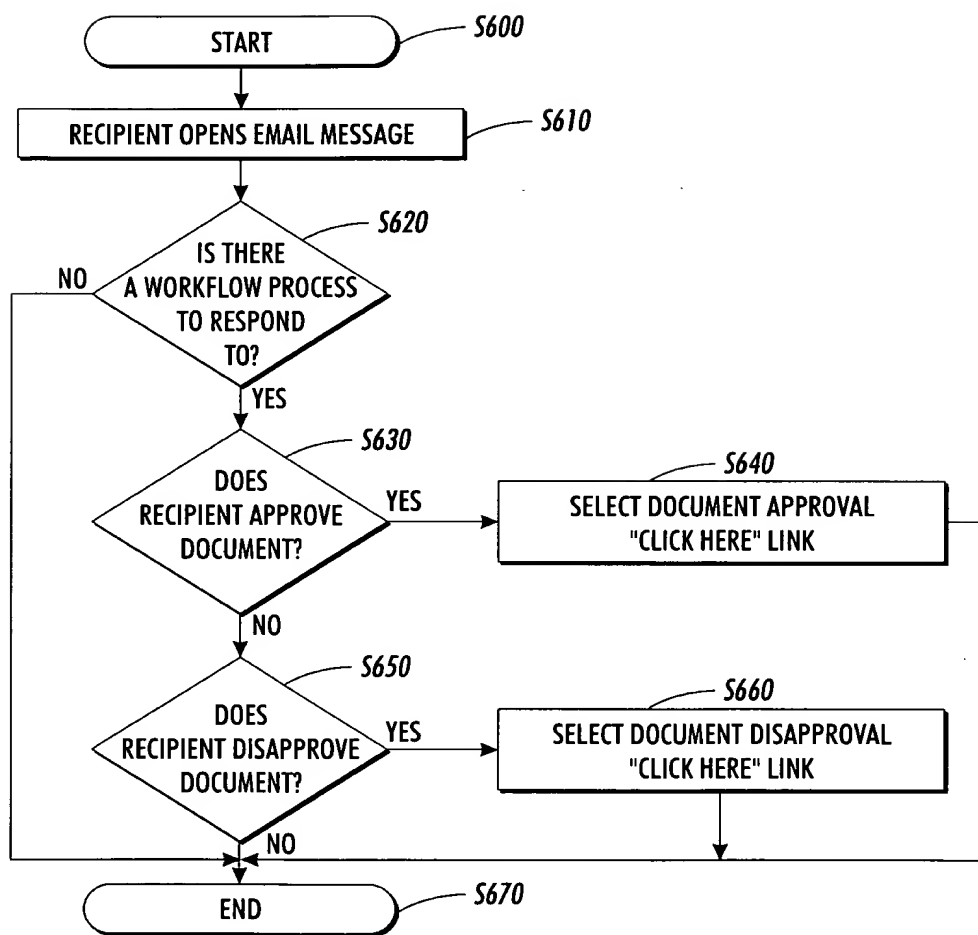 START
S600
RECIPIENT OPENS EMAIL MESSAGE
S610
S620
IS THERE
A WORKFLOW PROCESS
TO RESPOND
TO?
NO
YES
S630
DOES
RECIPIENT APPROVE
DOCUMENT?
YES
S640
SELECT DOCUMENT APPROVAL
"CLICK HERE" LINK
NO
S650
DOES
RECIPIENT DISAPPROVE
DOCUMENT?
YES
S660
SELECT DOCUMENT DISAPPROVAL
"CLICK HERE" LINK
NO
END
S670